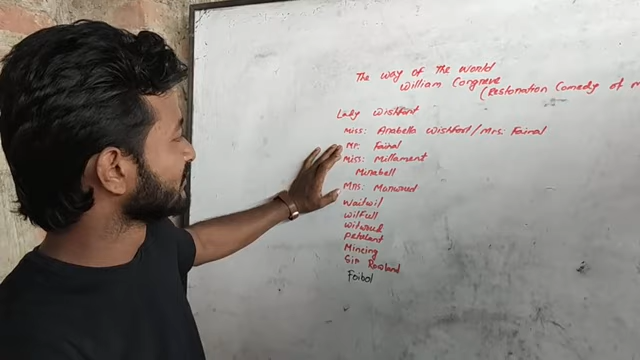 The Way of The World
William Congreve
(Restoration Comedy of m
Lady Wishfort
Miss: Arabella Wishfort/Mrs. Fainal
Mr. Fainal
Miss: Millament
Mirabell
Mrs: Marwood
Waitwil
Wilfull
Witwoud
Petulant
Mincing
Sir Rowland
Foibol